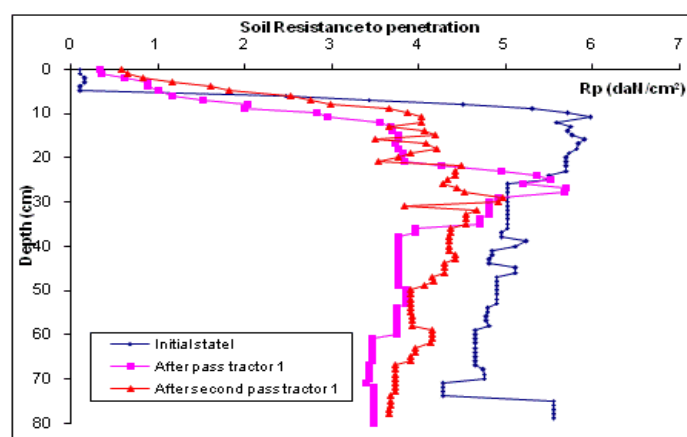 Soil Resistance to penetration
0 1 2 3 4 5 6 7
Rp (daN/cm²)
Depth (cm)
0
10
20
30
40
50
60
70
80
Initial state l
After pass tractor 1
After second pass tractor 1